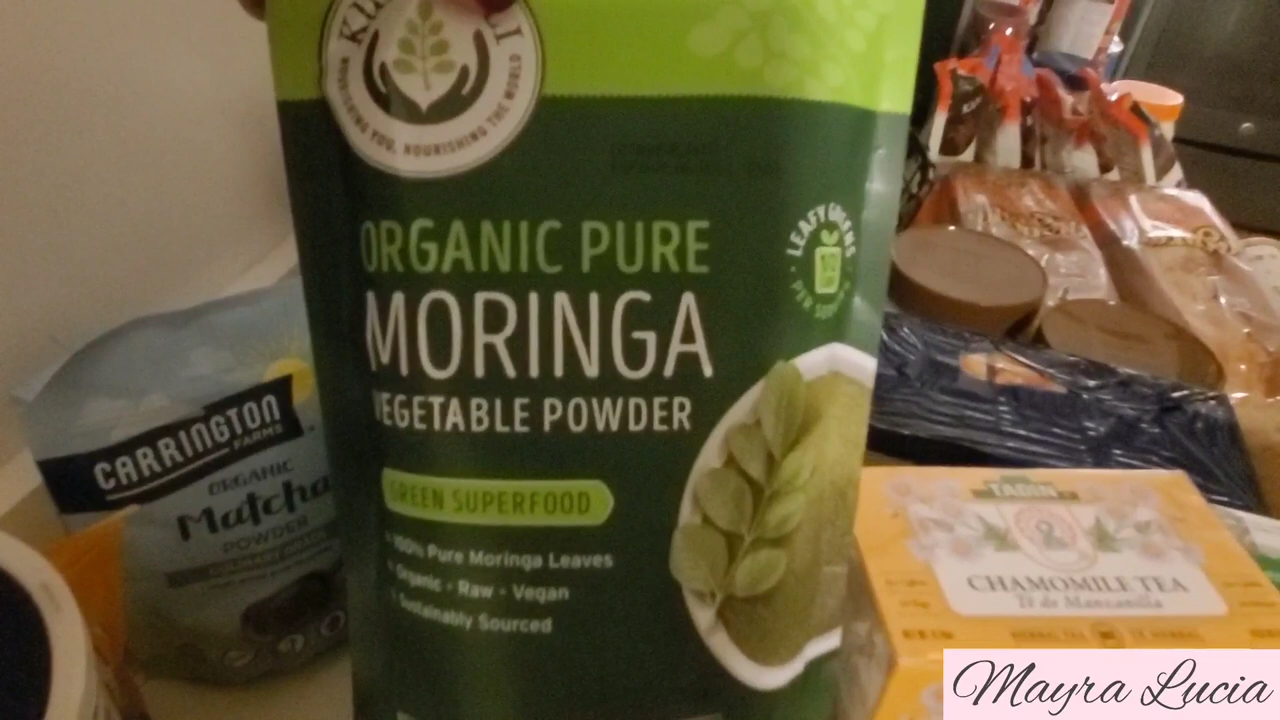 NOURISHING YOU, NOURISHING THE WORLD
ORGANIC PURE
MORINGA
VEGETABLE POWDER
GREEN SUPERFOOD
100% Pure Moringa Leaves
Organic - Raw - Vegan
Sustainably Sourced
LEAFY GREENS
CARRINGTON
FARMS
ORGANIC
Matcha
POWDER
TADIN
CHAMOMILE TEA
Té de Manzanilla
Mayra Lucia